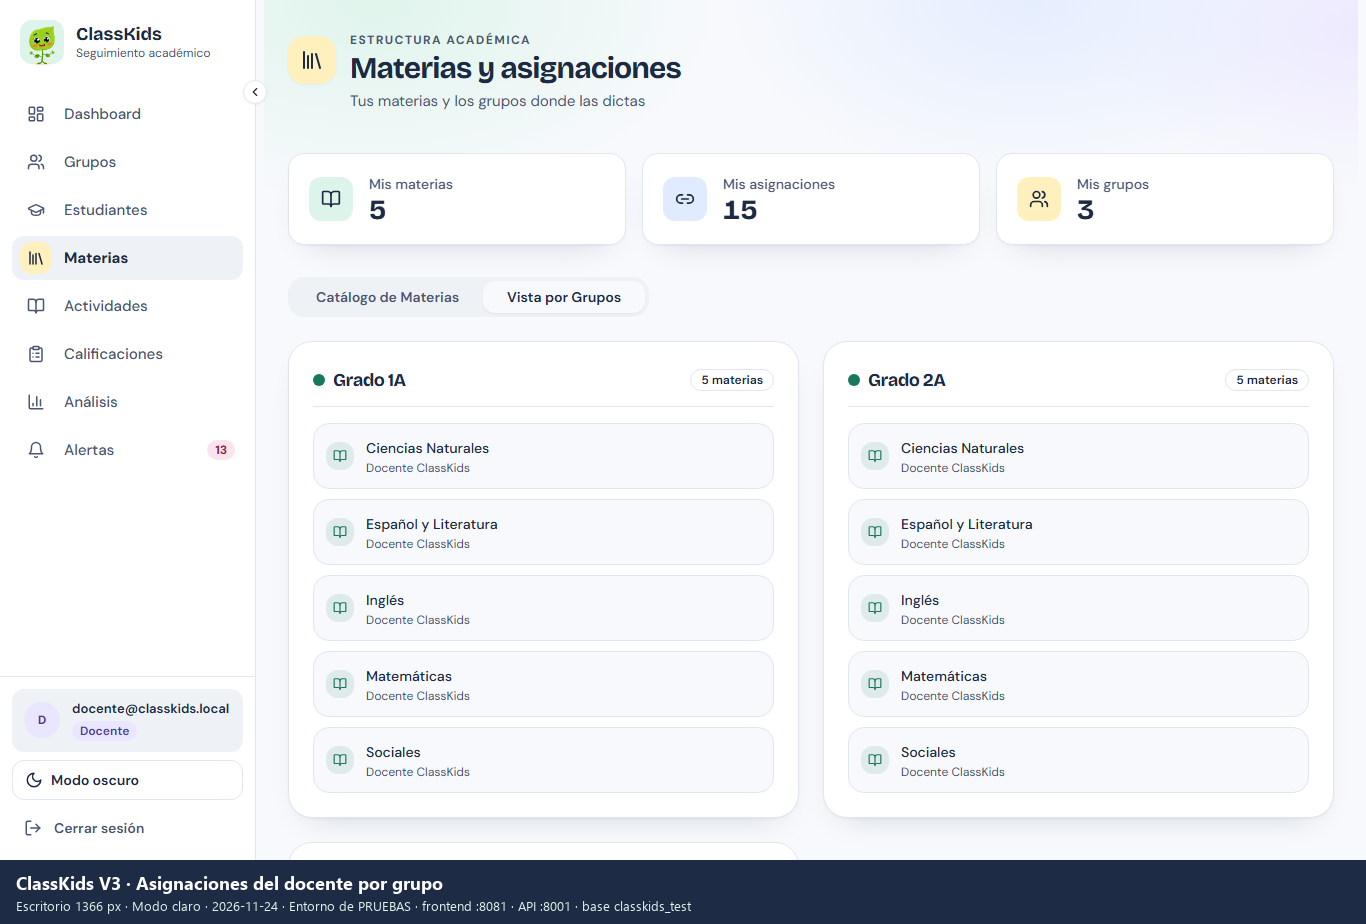 ClassKids
Seguimiento académico
Dashboard
Grupos
Estudiantes
Materias
Actividades
Calificaciones
Análisis
Alertas
13
D
docente@classkids.local
Docente
Modo oscuro
Cerrar sesión
ESTRUCTURA ACADÉMICA
Materias y asignaciones
Tus materias y los grupos donde las dictas
Mis materias
5
Mis asignaciones
15
Mis grupos
3
Catálogo de Materias
Vista por Grupos
Grado 1A
5 materias
Ciencias Naturales
Docente ClassKids
Español y Literatura
Docente ClassKids
Inglés
Docente ClassKids
Matemáticas
Docente ClassKids
Sociales
Docente ClassKids
Grado 2A
5 materias
Ciencias Naturales
Docente ClassKids
Español y Literatura
Docente ClassKids
Inglés
Docente ClassKids
Matemáticas
Docente ClassKids
Sociales
Docente ClassKids
ClassKids V3 · Asignaciones del docente por grupo
Escritorio 1366 px · Modo claro · 2026-11-24 · Entorno de PRUEBAS · frontend :8081 · API :8001 · base classkids_test